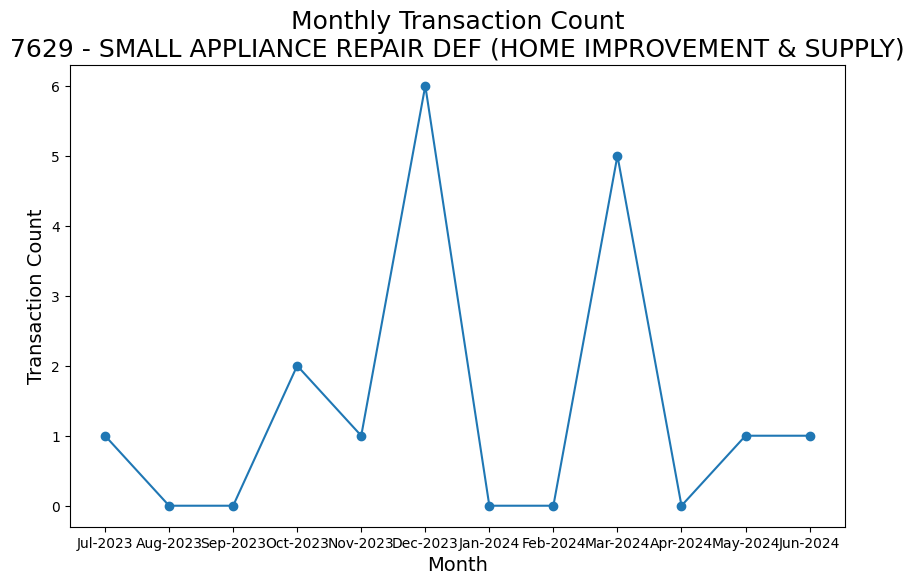 Monthly Transaction Count
7629 - SMALL APPLIANCE REPAIR DEF (HOME IMPROVEMENT & SUPPLY)
Transaction Count
6
5
4
3
2
1
0
Jul-2023 Aug-2023 Sep-2023 Oct-2023 Nov-2023 Dec-2023 Jan-2024 Feb-2024 Mar-2024 Apr-2024 May-2024 Jun-2024
Month